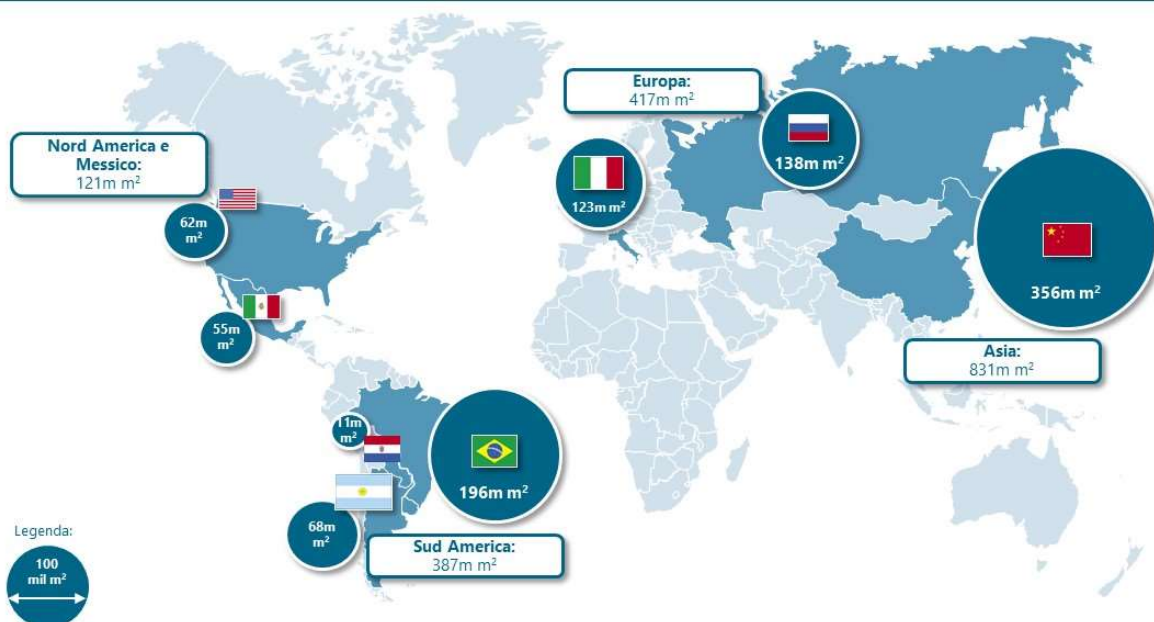 Europa:
417m m²
Nord America e
Messico:
121m m²
138m m²
123m m²
62m
m²
356m m²
55m
m²
Asia:
831m m²
11m
m²
196m m²
68m
m²
Sud America:
387m m²
Legenda:
100
mil m²